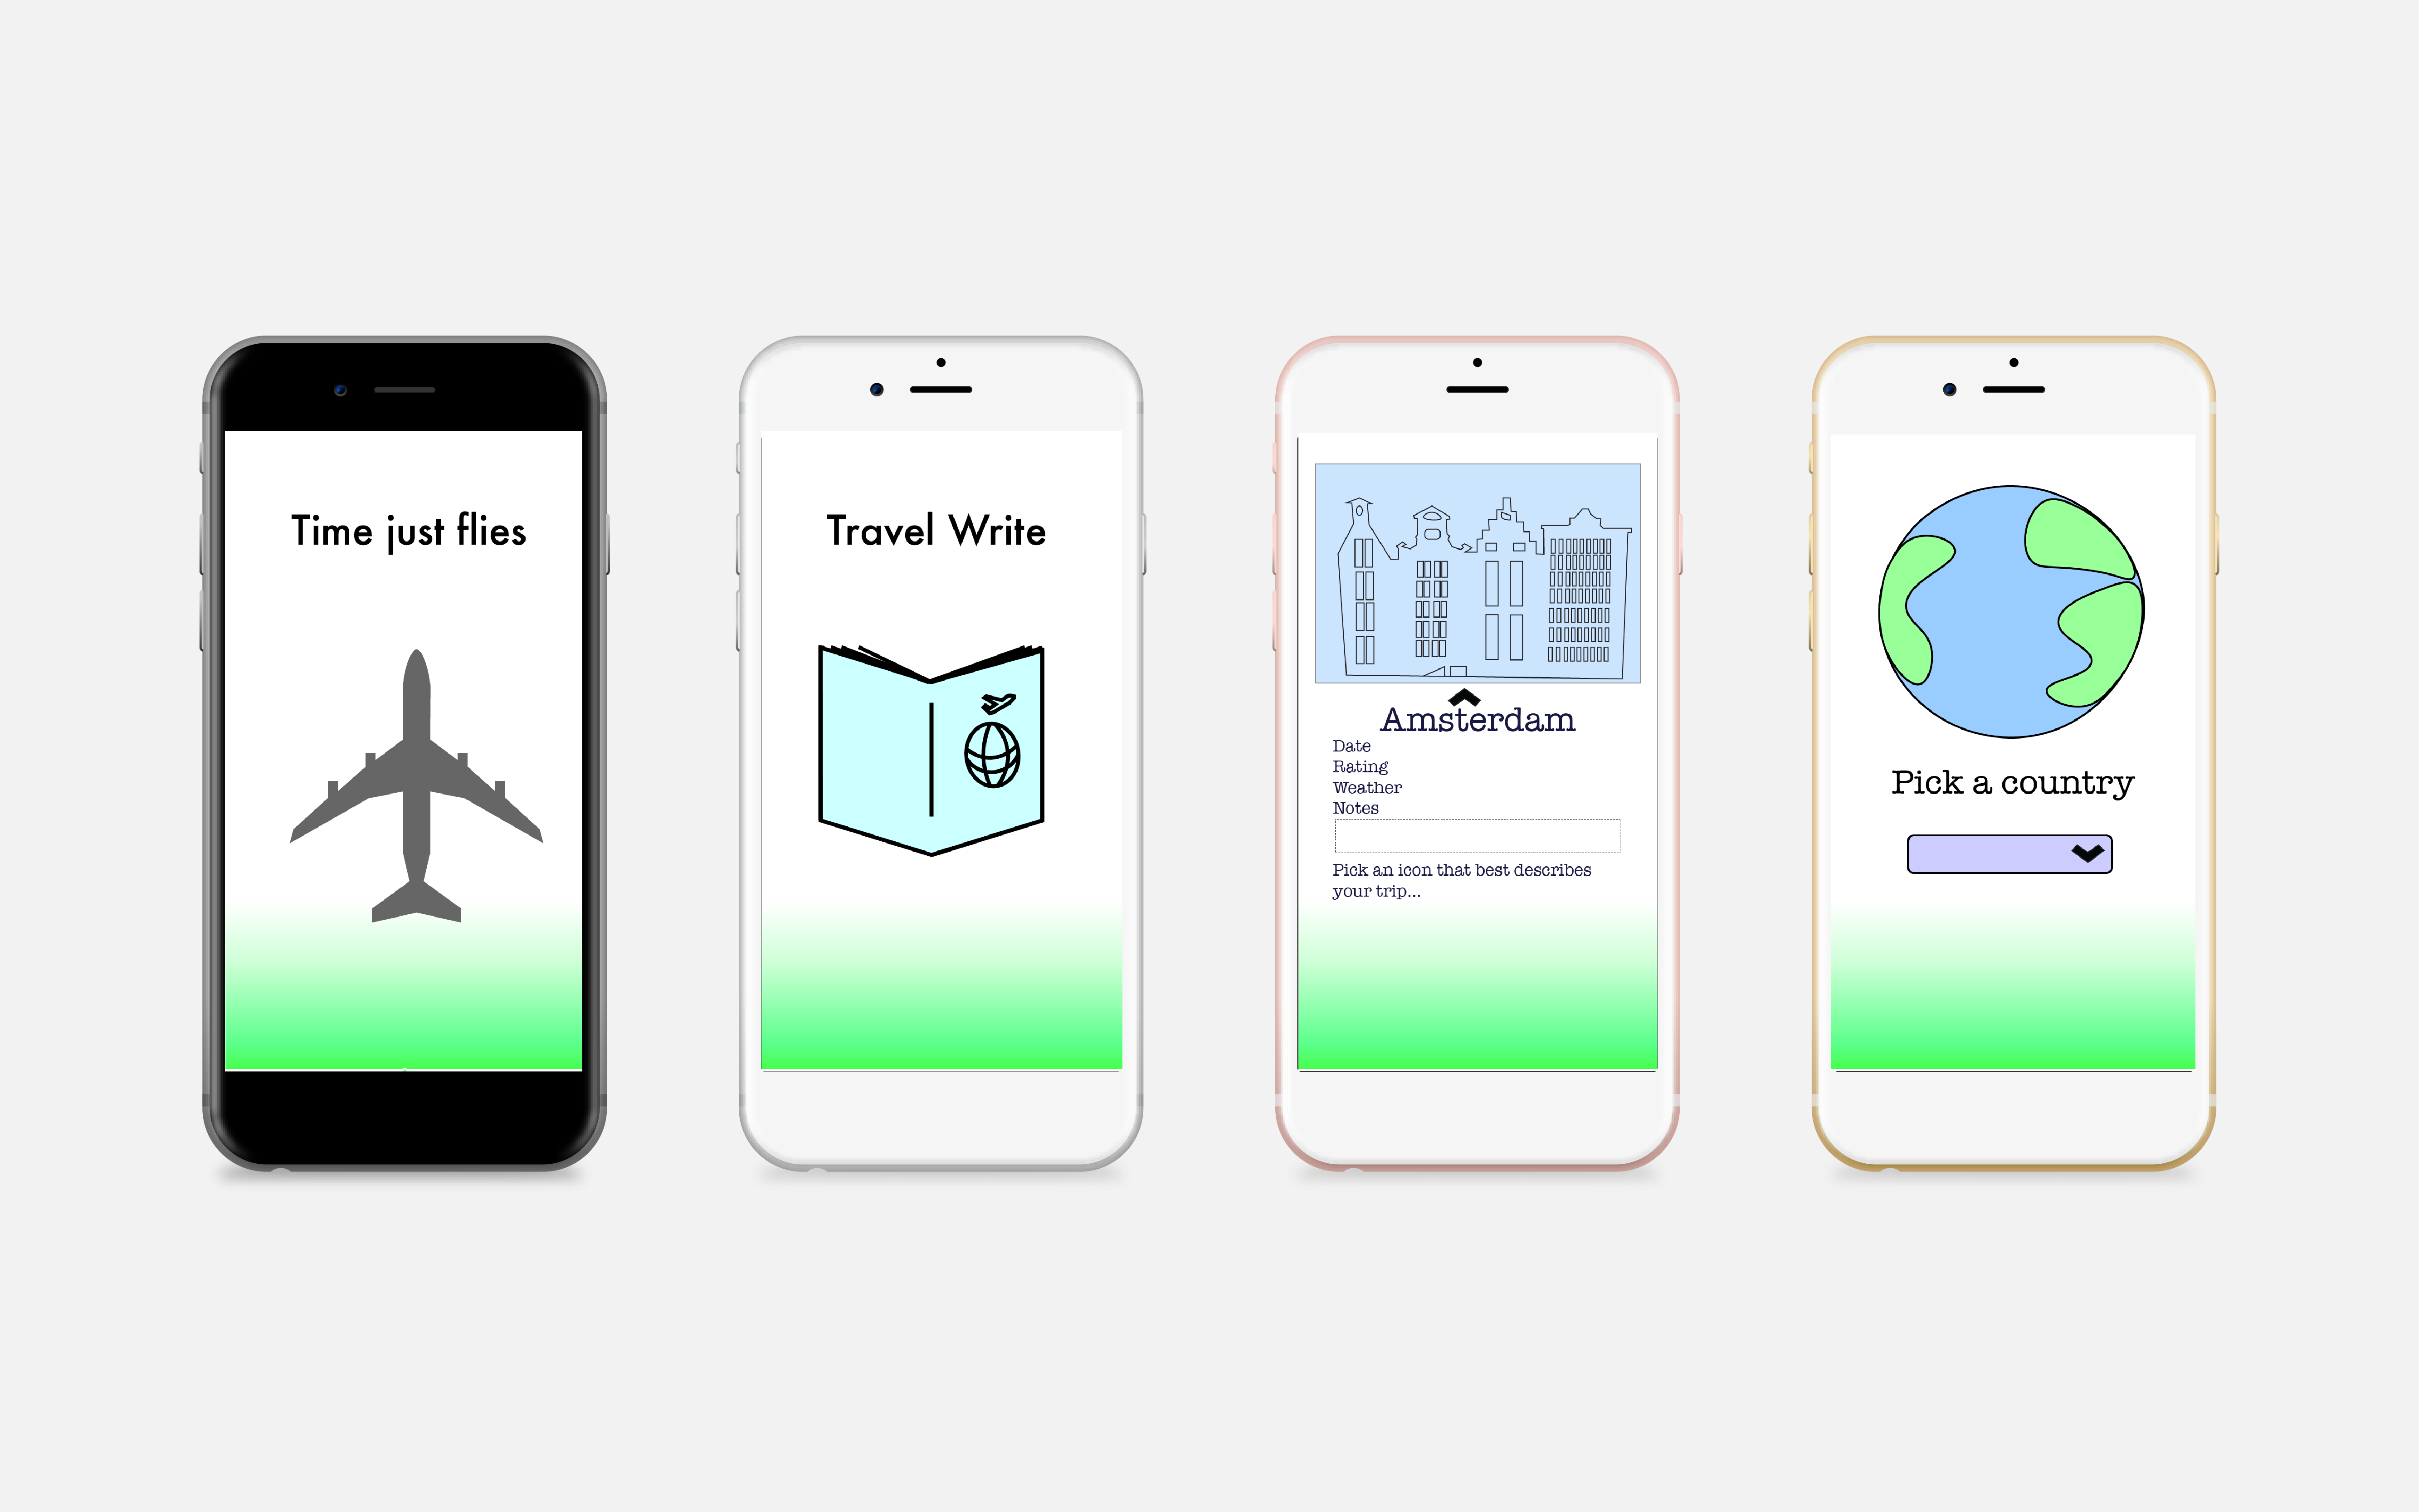 Time just flies
Travel Write
Amsterdam
Date
Rating
Weather
Notes
Pick an icon that best describes
your trip...
Pick a country